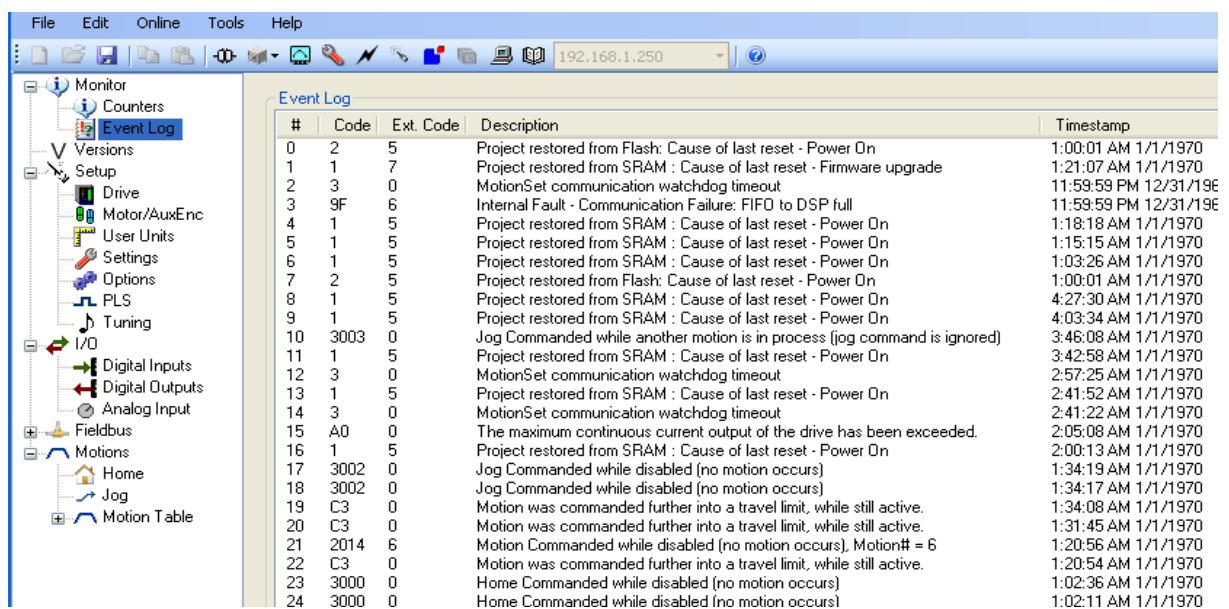 File Edit Online Tools Help
192.168.1.250
Monitor
Counters
Event Log
Versions
Setup
Drive
Motor/AuxEnc
User Units
Settings
Options
PLS
Tuning
I/O
Digital Inputs
Digital Outputs
Analog Input
Fieldbus
Motions
Home
Jog
Motion Table
Event Log
# Code Ext. Code Description Timestamp
0 2 5 Project restored from Flash: Cause of last reset - Power On 1:00:01 AM 1/1/1970
1 1 7 Project restored from SRAM : Cause of last reset - Firmware upgrade 1:21:07 AM 1/1/1970
2 3 0 MotionSet communication watchdog timeout 11:59:59 PM 12/31/196
3 9F 6 Internal Fault - Communication Failure: FIFO to DSP full 11:59:59 PM 12/31/196
4 1 5 Project restored from SRAM : Cause of last reset - Power On 1:18:18 AM 1/1/1970
5 1 5 Project restored from SRAM : Cause of last reset - Power On 1:15:15 AM 1/1/1970
6 1 5 Project restored from SRAM : Cause of last reset - Power On 1:03:26 AM 1/1/1970
7 2 5 Project restored from Flash: Cause of last reset - Power On 1:00:01 AM 1/1/1970
8 1 5 Project restored from SRAM : Cause of last reset - Power On 4:27:30 AM 1/1/1970
9 1 5 Project restored from SRAM : Cause of last reset - Power On 4:03:34 AM 1/1/1970
10 3003 0 Jog Commanded while another motion is in process (jog command is ignored) 3:46:08 AM 1/1/1970
11 1 5 Project restored from SRAM : Cause of last reset - Power On 3:42:58 AM 1/1/1970
12 3 0 MotionSet communication watchdog timeout 2:57:25 AM 1/1/1970
13 1 5 Project restored from SRAM : Cause of last reset - Power On 2:41:52 AM 1/1/1970
14 3 0 MotionSet communication watchdog timeout 2:41:22 AM 1/1/1970
15 A0 0 The maximum continuous current output of the drive has been exceeded. 2:05:08 AM 1/1/1970
16 1 5 Project restored from SRAM : Cause of last reset - Power On 2:00:13 AM 1/1/1970
17 3002 0 Jog Commanded while disabled (no motion occurs) 1:34:19 AM 1/1/1970
18 3002 0 Jog Commanded while disabled (no motion occurs) 1:34:17 AM 1/1/1970
19 C3 0 Motion was commanded further into a travel limit, while still active. 1:34:08 AM 1/1/1970
20 C3 0 Motion was commanded further into a travel limit, while still active. 1:31:45 AM 1/1/1970
21 2014 6 Motion Commanded while disabled (no motion occurs), Motion# = 6 1:20:56 AM 1/1/1970
22 C3 0 Motion was commanded further into a travel limit, while still active. 1:20:54 AM 1/1/1970
23 3000 0 Home Commanded while disabled (no motion occurs) 1:02:36 AM 1/1/1970
24 3000 0 Home Commanded while disabled (no motion occurs) 1:02:11 AM 1/1/1970